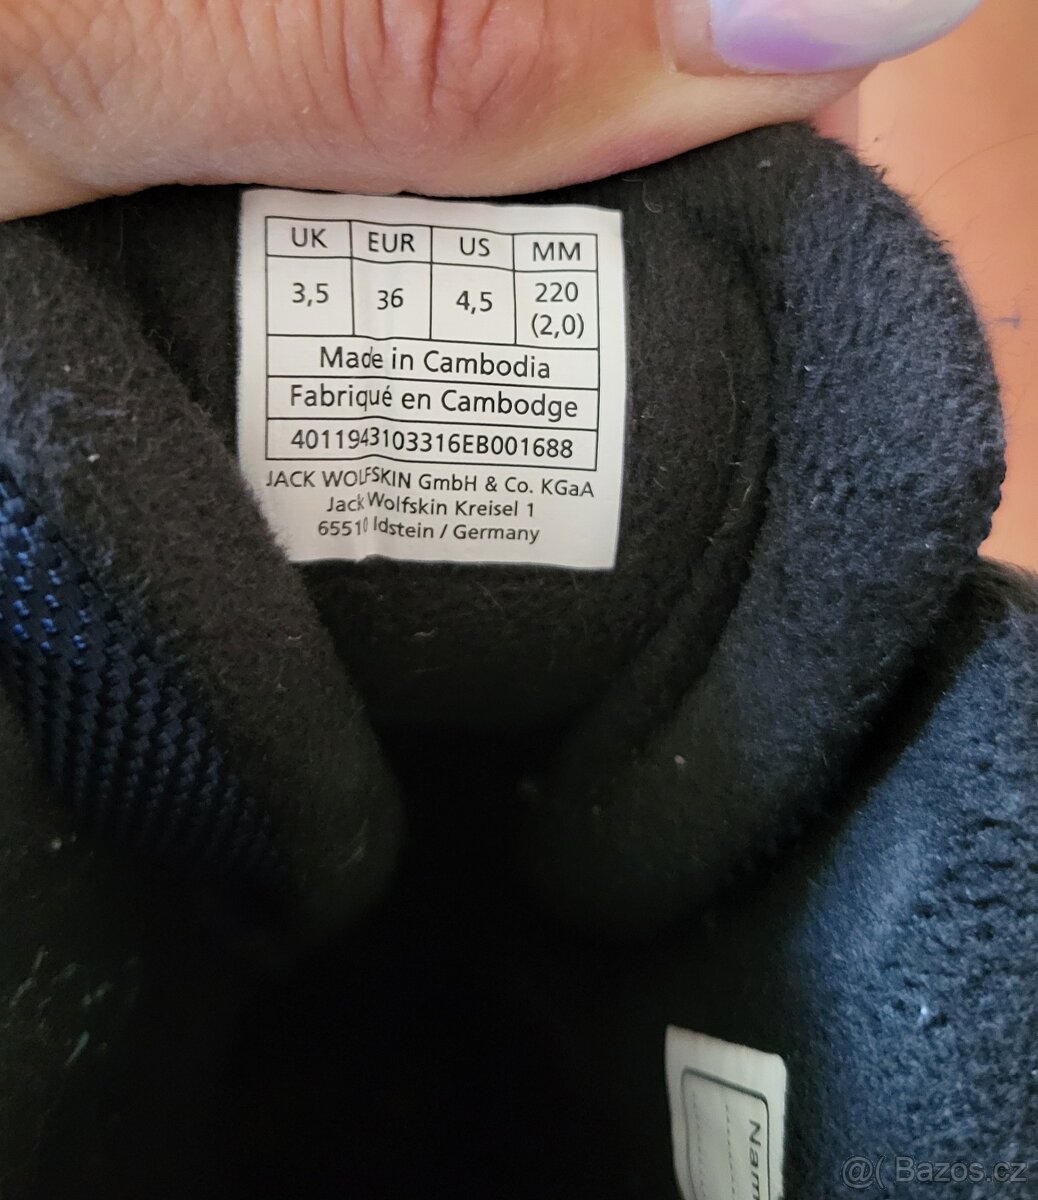 UK EUR US MM
3,5 36 4,5 220
(2,0)
Made in Cambodia
Fabriqué en Cambodge
4011943103316EB001688
JACK WOLFSKIN GmbH & Co. KGaA
Jack Wolfskin Kreisel 1
65510 Idstein / Germany
Nam
@( Bazos.cz